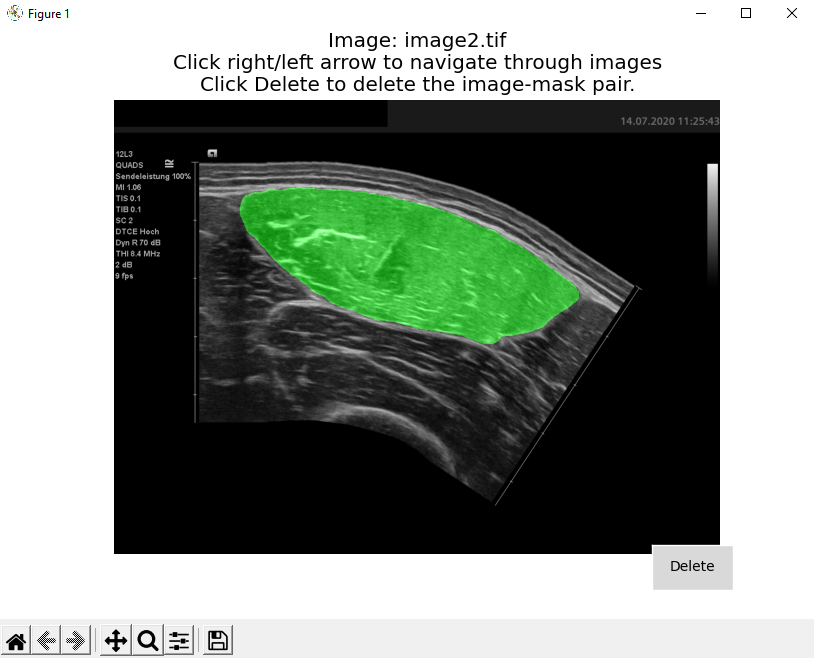 Figure 1
Image: image2.tif
Click right/left arrow to navigate through images
Click Delete to delete the image-mask pair.
14.07.2020 11:25:43
12L3
QUADS
Sendeleistung 100%
MI 1.06
TIS 0.1
TIB 0.1
SC 2
DTCE Hoch
Dyn R 70 dB
THI 8.4 MHz
2 dB
9 fps
Delete